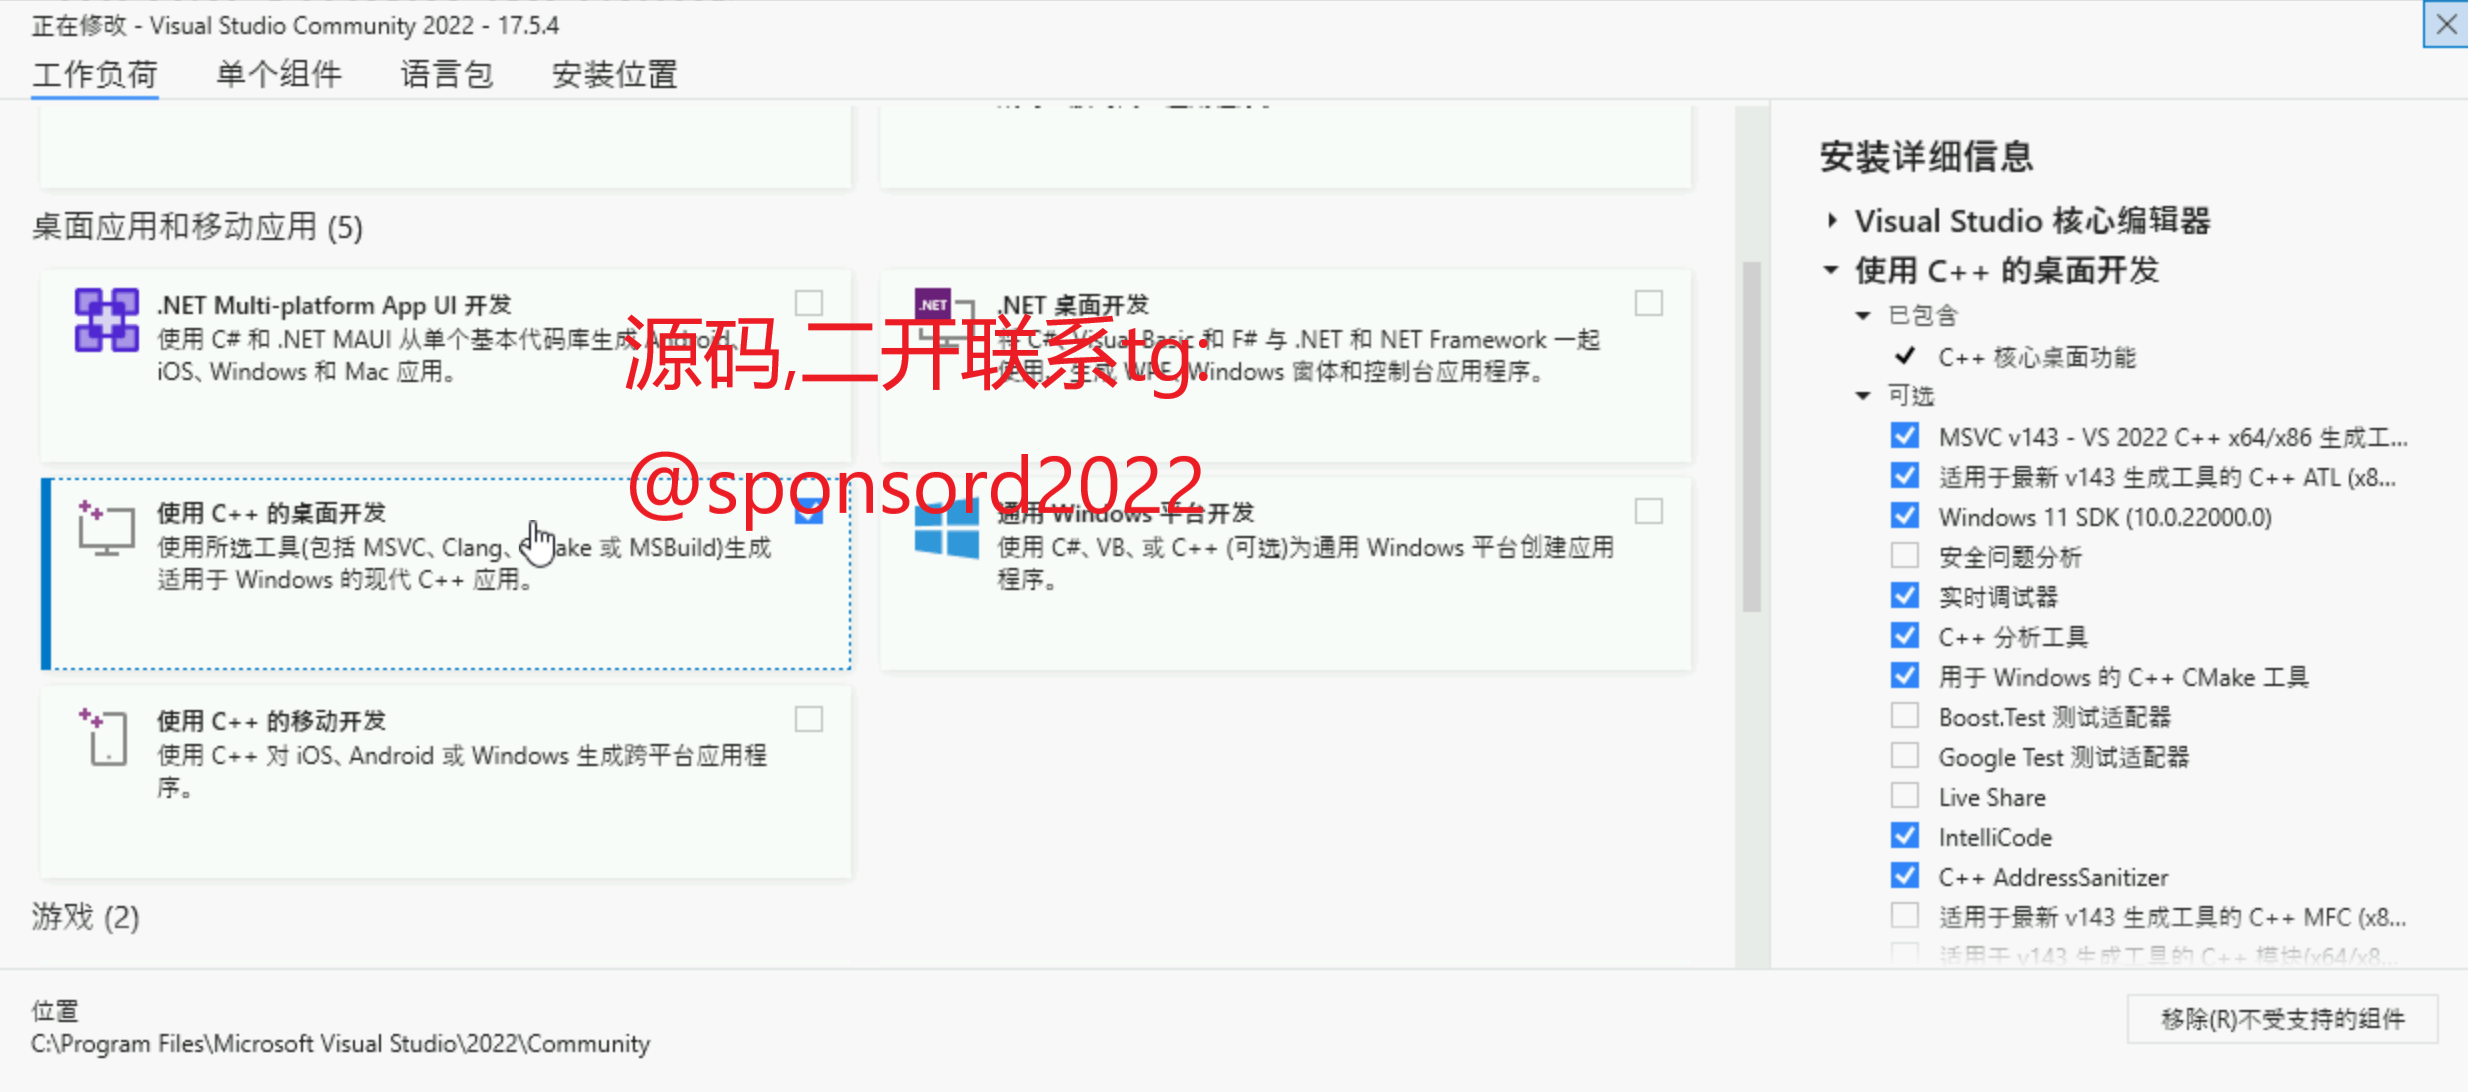 正在修改 - Visual Studio Community 2022 - 17.5.4
工作负荷 单个组件 语言包 安装位置
桌面应用和移动应用 (5)
.NET Multi-platform App UI 开发
使用 C# 和 .NET MAUI 从单个基本代码库生成 Android、
iOS、Windows 和 Mac 应用。
.NET
.NET 桌面开发
将 C#、Visual Basic 和 F# 与 .NET 和 NET Framework 一起
使用，生成 WPF、Windows 窗体和控制台应用程序。
源码,二开联系tg:
@sponsord2022
使用 C++ 的桌面开发
使用所选工具(包括 MSVC、Clang、CMake 或 MSBuild)生成
适用于 Windows 的现代 C++ 应用。
通用 Windows 平台开发
使用 C#、VB、或 C++ (可选)为通用 Windows 平台创建应用
程序。
使用 C++ 的移动开发
使用 C++ 对 iOS、Android 或 Windows 生成跨平台应用程
序。
游戏 (2)
安装详细信息
Visual Studio 核心编辑器
使用 C++ 的桌面开发
已包含
C++ 核心桌面功能
可选
MSVC v143 - VS 2022 C++ x64/x86 生成工...
适用于最新 v143 生成工具的 C++ ATL (x8...
Windows 11 SDK (10.0.22000.0)
安全问题分析
实时调试器
C++ 分析工具
用于 Windows 的 C++ CMake 工具
Boost.Test 测试适配器
Google Test 测试适配器
Live Share
IntelliCode
C++ AddressSanitizer
适用于最新 v143 生成工具的 C++ MFC (x8...
适用于 v143 生成工具的 C++ 模块(x64/x8...
位置
C:\Program Files\Microsoft Visual Studio\2022\Community
移除(R)不受支持的组件